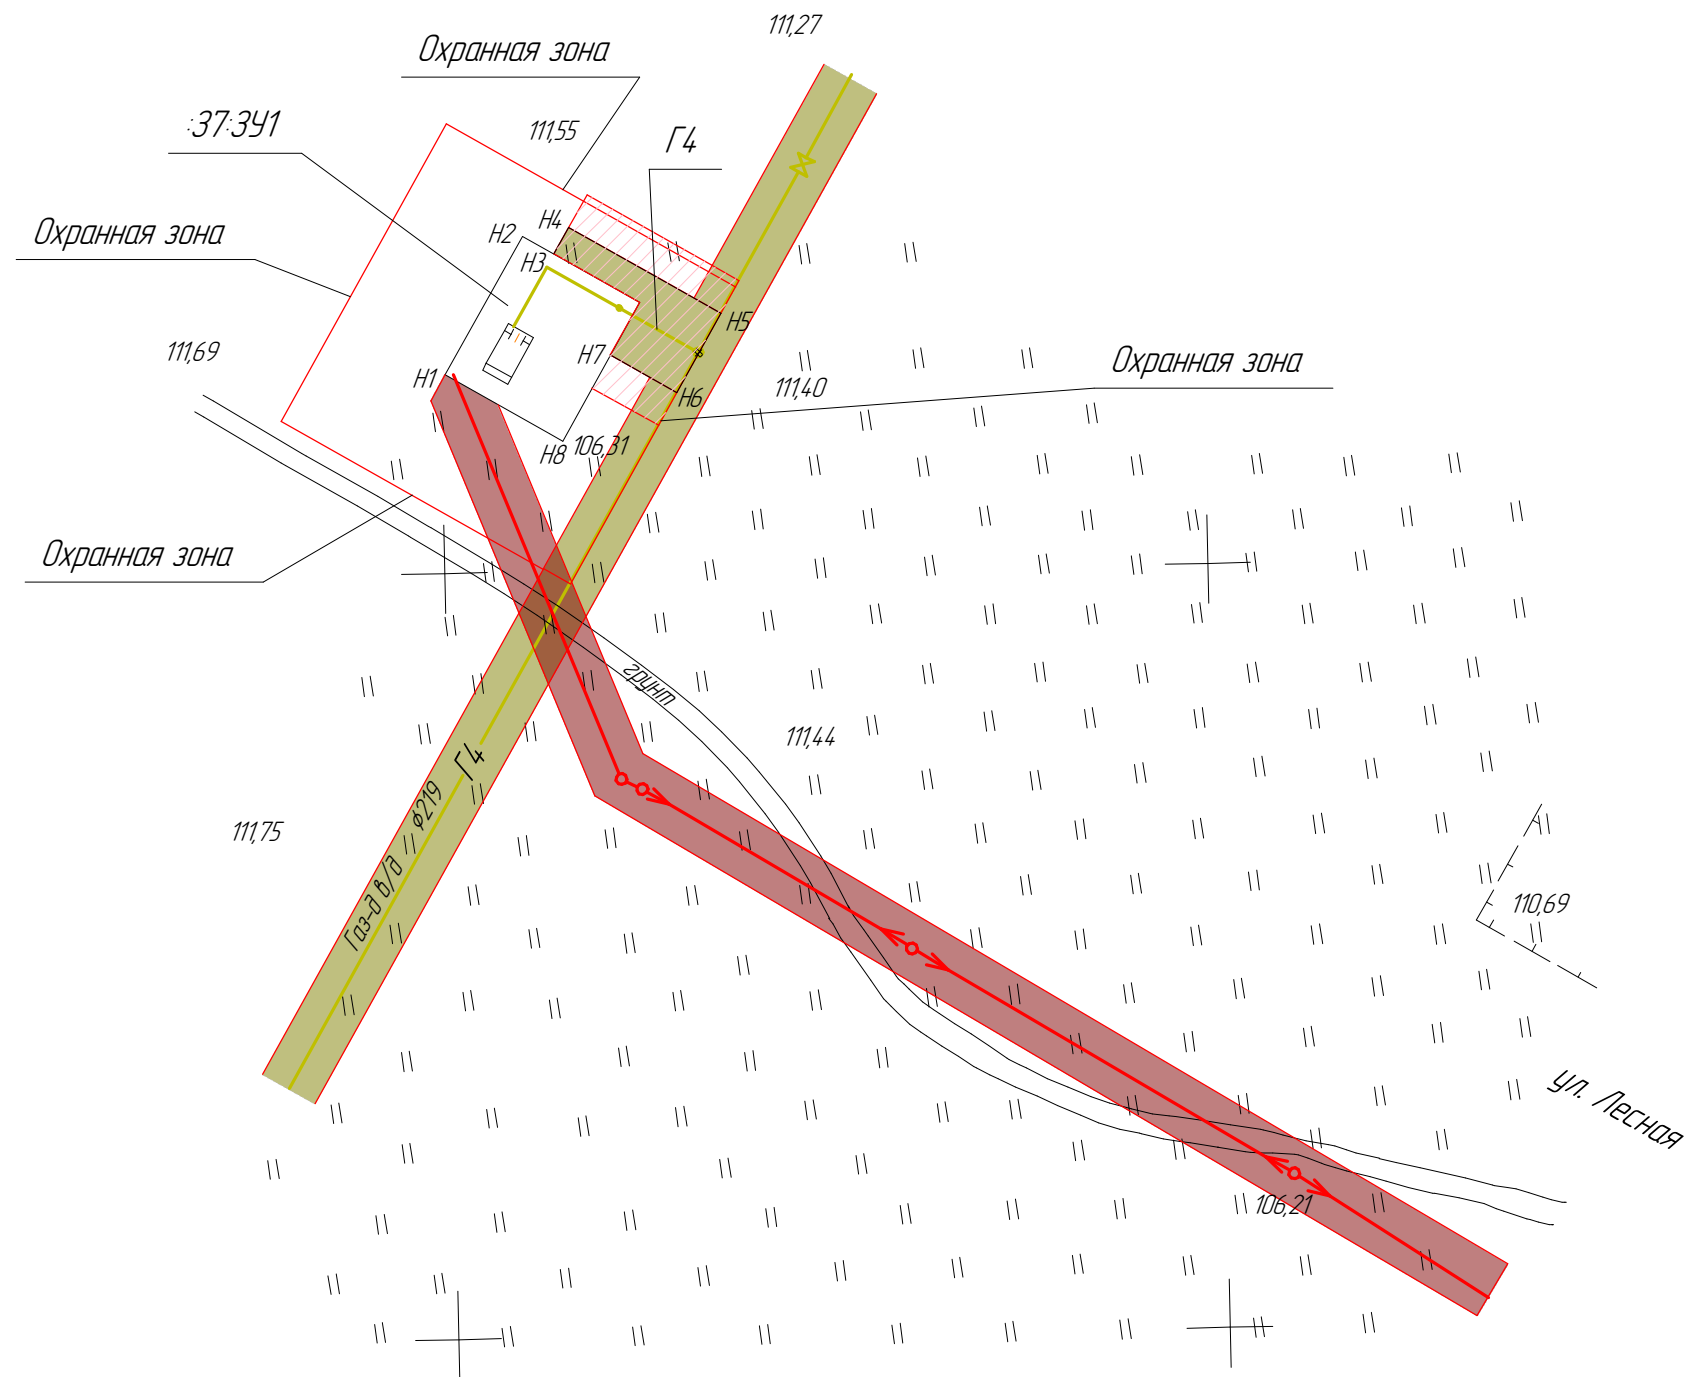 111,27
Охранная зона
:37:ЗУ1
111,55
Г4
Охранная зона
Н4
Н2
Н3
Н5
111,69
Н7
Охранная зона
Н1
111,40
Н6
106,31
Н8
Охранная зона
грунт
111,44
Г4
Газ-д в/д // ф219
111,75
110,69
ул. Лесная
106,21